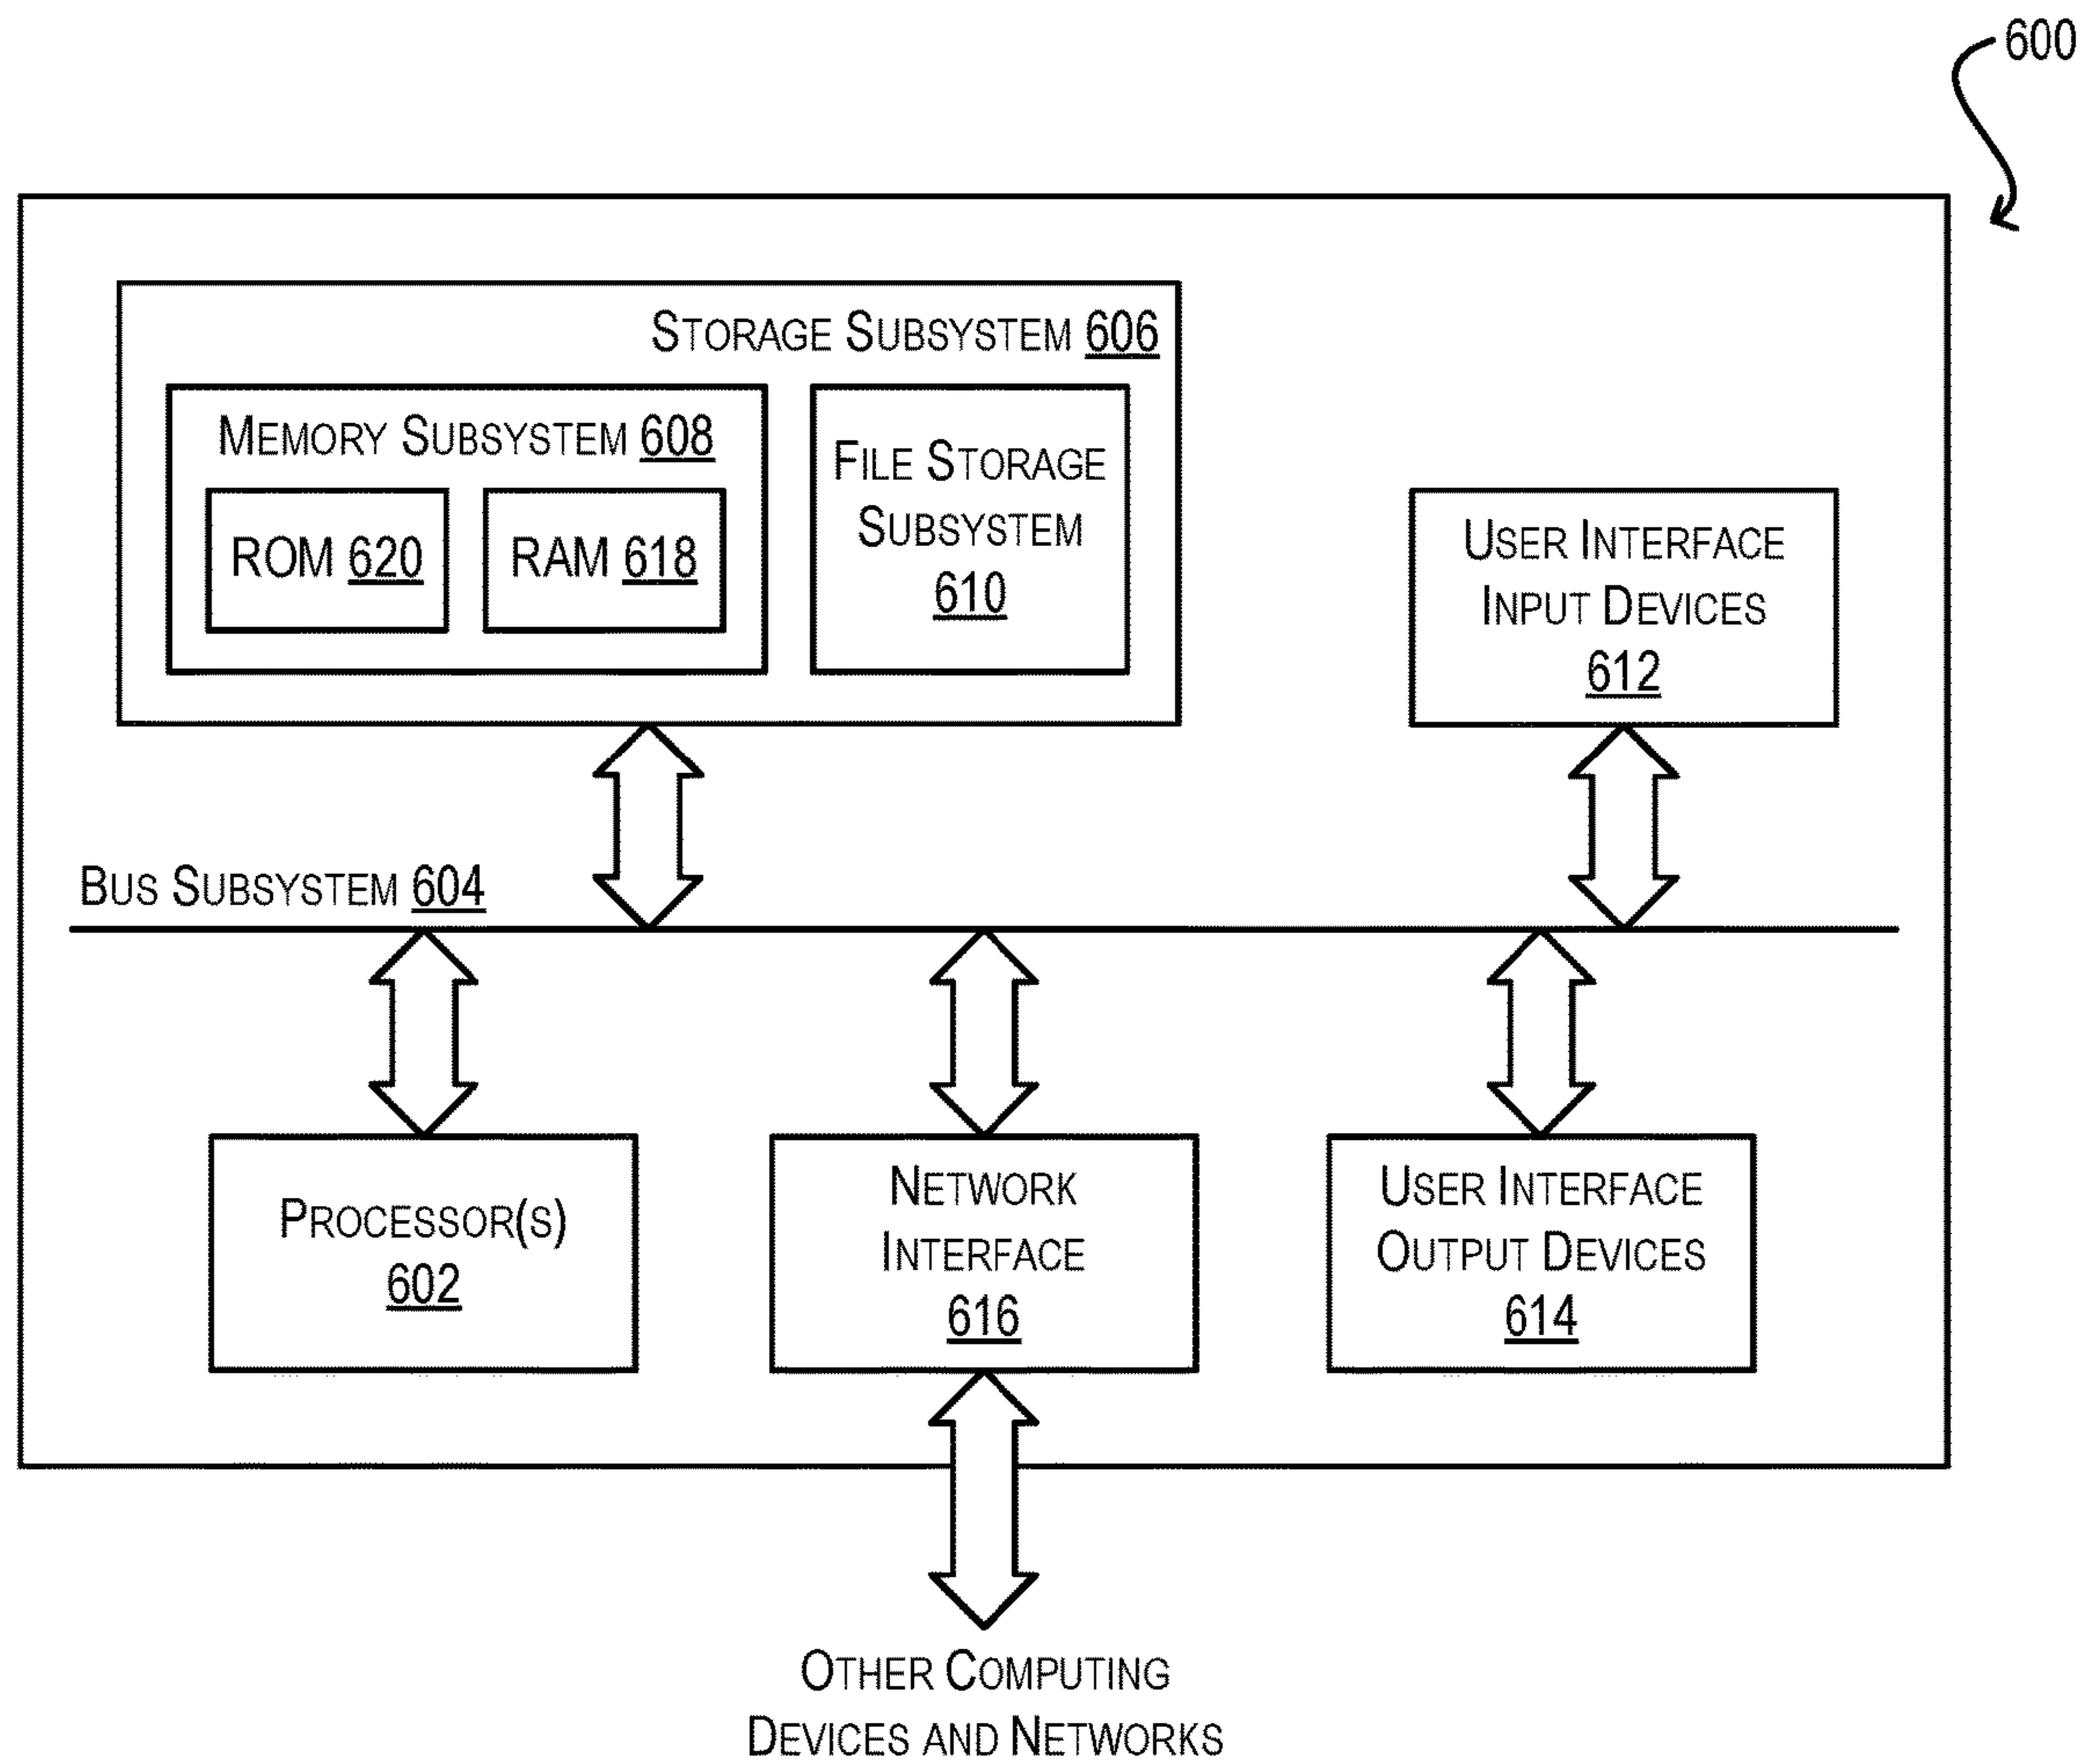 600
STORAGE SUBSYSTEM 606
MEMORY SUBSYSTEM 608
ROM 620
RAM 618
FILE STORAGE
SUBSYSTEM
610
USER INTERFACE
INPUT DEVICES
612
BUS SUBSYSTEM 604
PROCESSOR(S)
602
NETWORK
INTERFACE
616
USER INTERFACE
OUTPUT DEVICES
614
OTHER COMPUTING
DEVICES AND NETWORKS